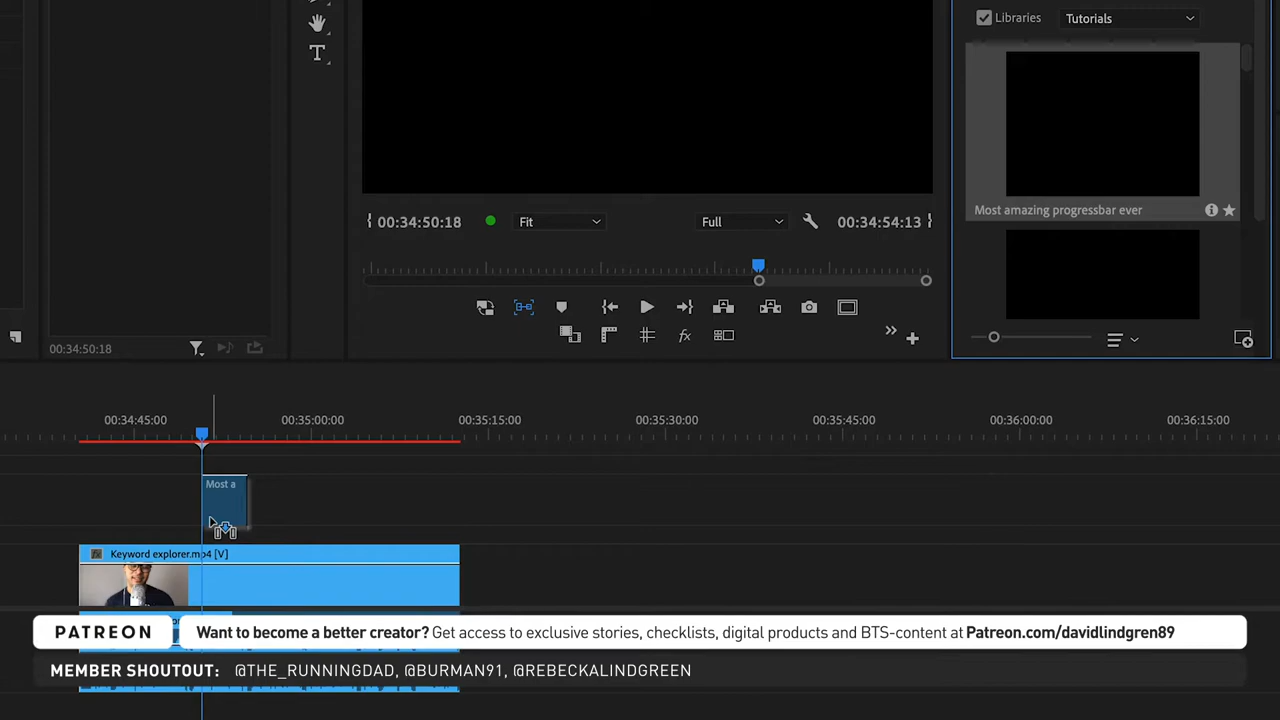 Libraries Tutorials
T
Most amazing progressbar ever
00:34:50:18 Fit Full 00:34:54:13
fx
00:34:50:18
00:34:45:00 00:35:00:00 00:35:15:00 00:35:30:00 00:35:45:00 00:36:00:00 00:36:15:00
Most a
fx Keyword explorer.mp4 [V]
PATREON Want to become a better creator? Get access to exclusive stories, checklists, digital products and BTS-content at Patreon.com/davidlindgren89
MEMBER SHOUTOUT: @THE_RUNNINGDAD, @BURMAN91, @REBECKALINDGREEN